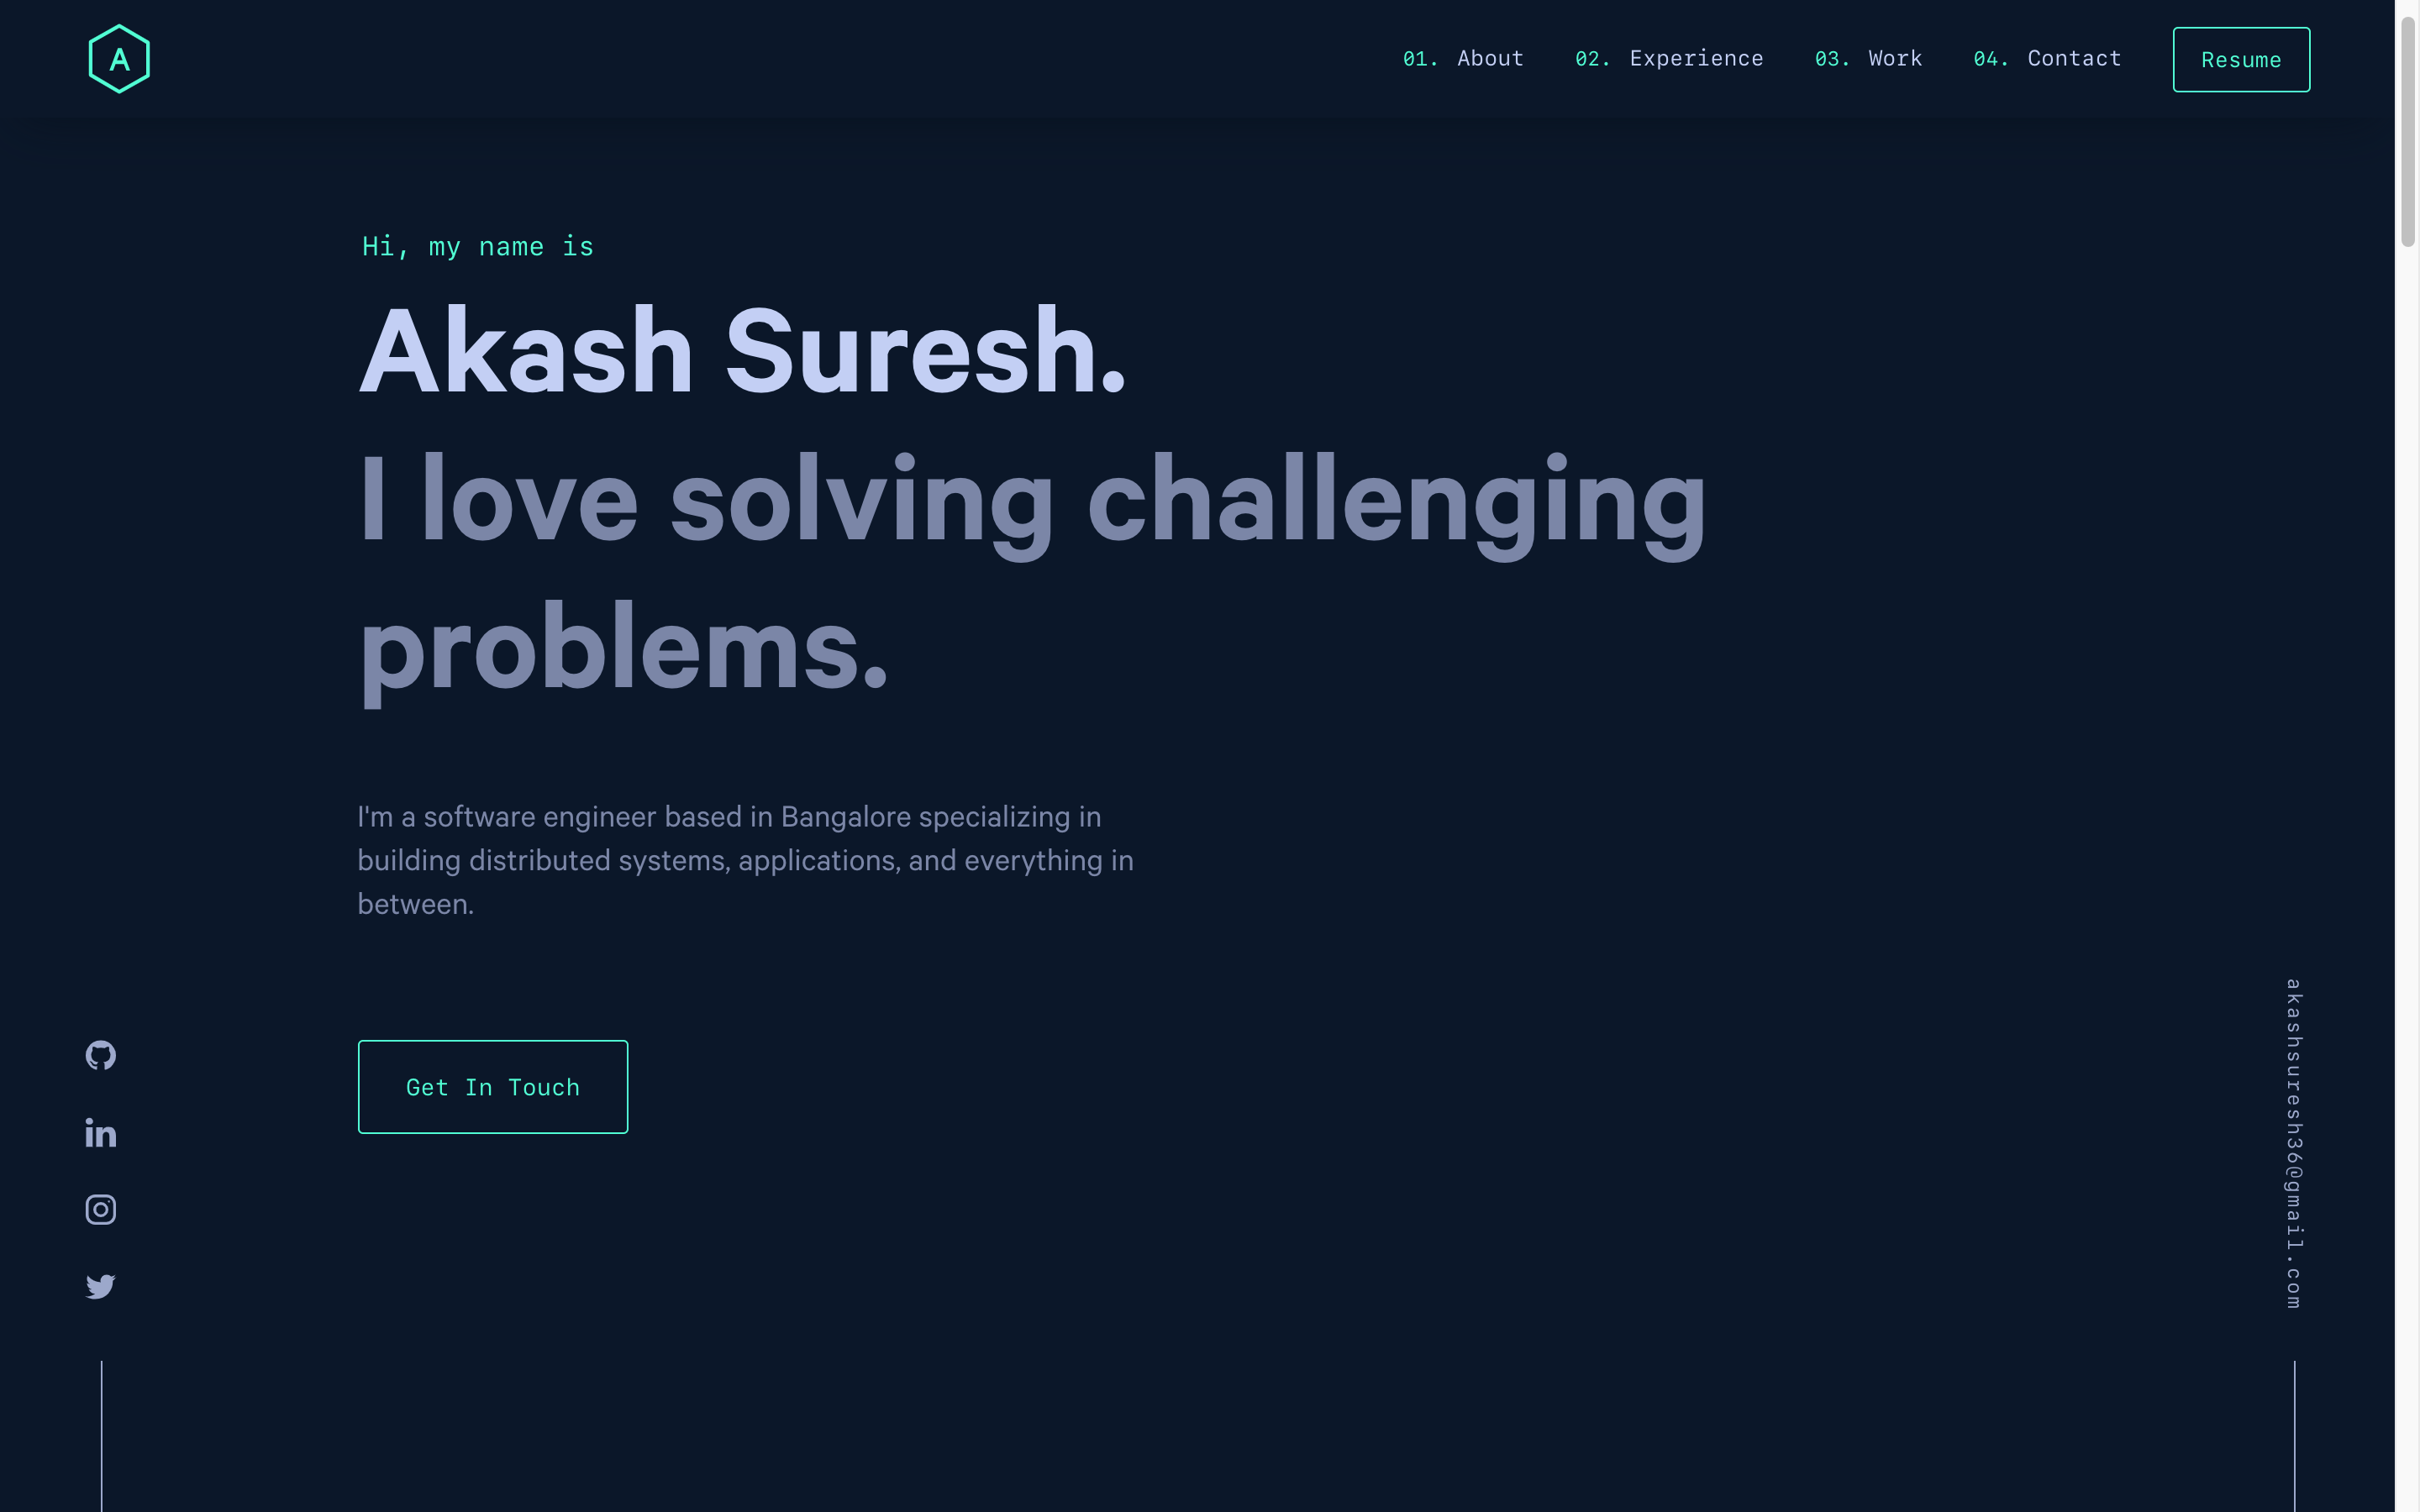 A
01. About
02. Experience
03. Work
04. Contact
Resume
Hi, my name is
Akash Suresh.
I love solving challenging
problems.
I'm a software engineer based in Bangalore specializing in
building distributed systems, applications, and everything in
between.
Get In Touch
in
akashsuresh36@gmail.com